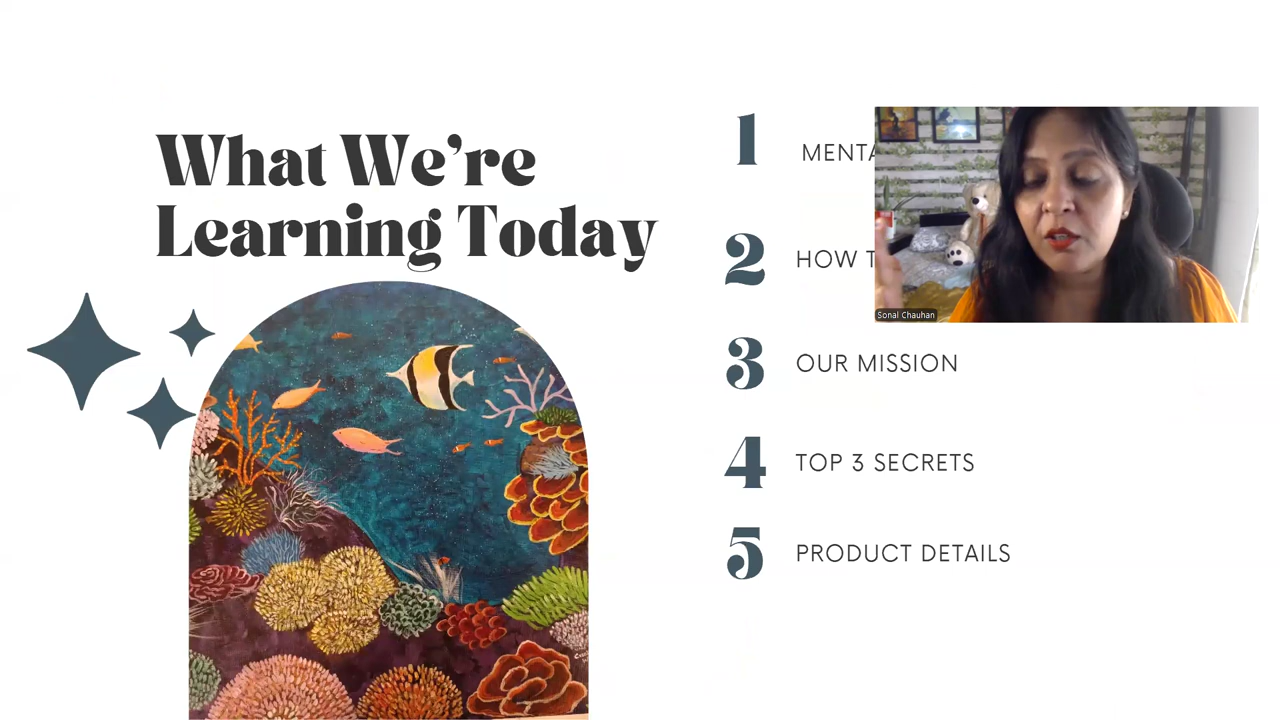 What We're
Learning Today
1
2 HOW
3 OUR MISSION
4 TOP 3 SECRETS
5 PRODUCT DETAILS
Sonal Chauhan